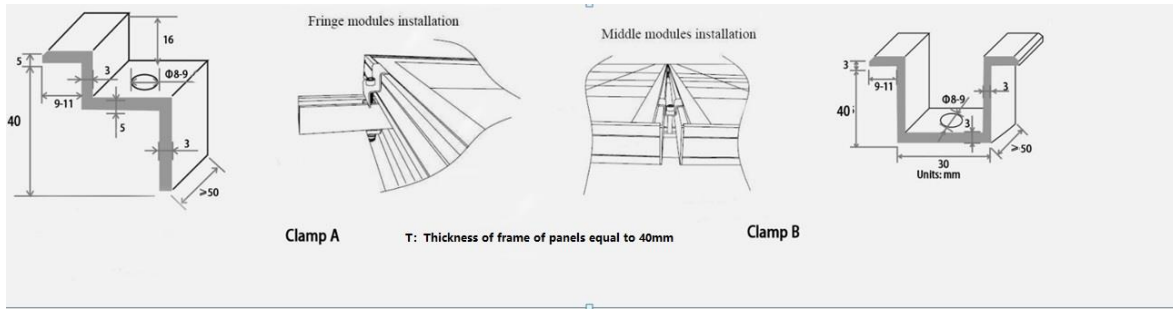 Fringe modules installation
Middle modules installation
16
5
3
Φ8-9
9-11
5
40
3
≥50
3
9-11
3
Φ8-9
3
40
≥50
30
Units: mm
Clamp A
T: Thickness of frame of panels equal to 40mm
Clamp B